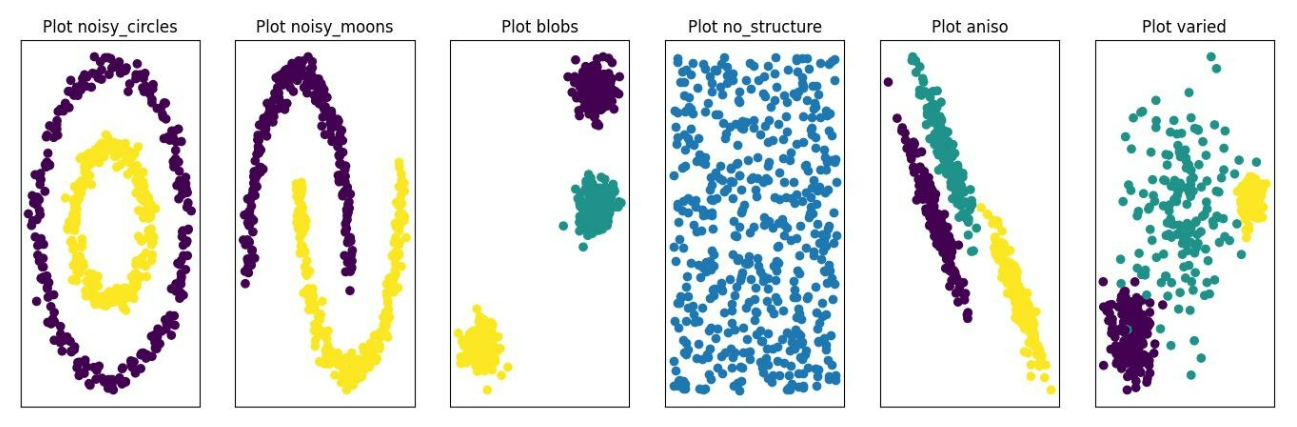 Plot noisy_circles
Plot noisy_moons
Plot blobs
Plot no_structure
Plot aniso
Plot varied